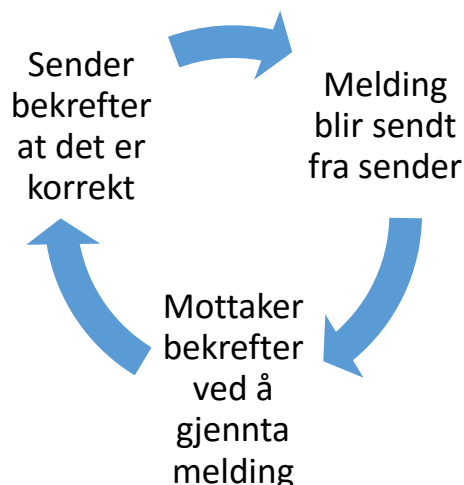 Sender
bekrefter
at det er
korrekt
Melding
blir sendt
fra sender
Mottaker
bekrefter
ved å
gjennta
melding